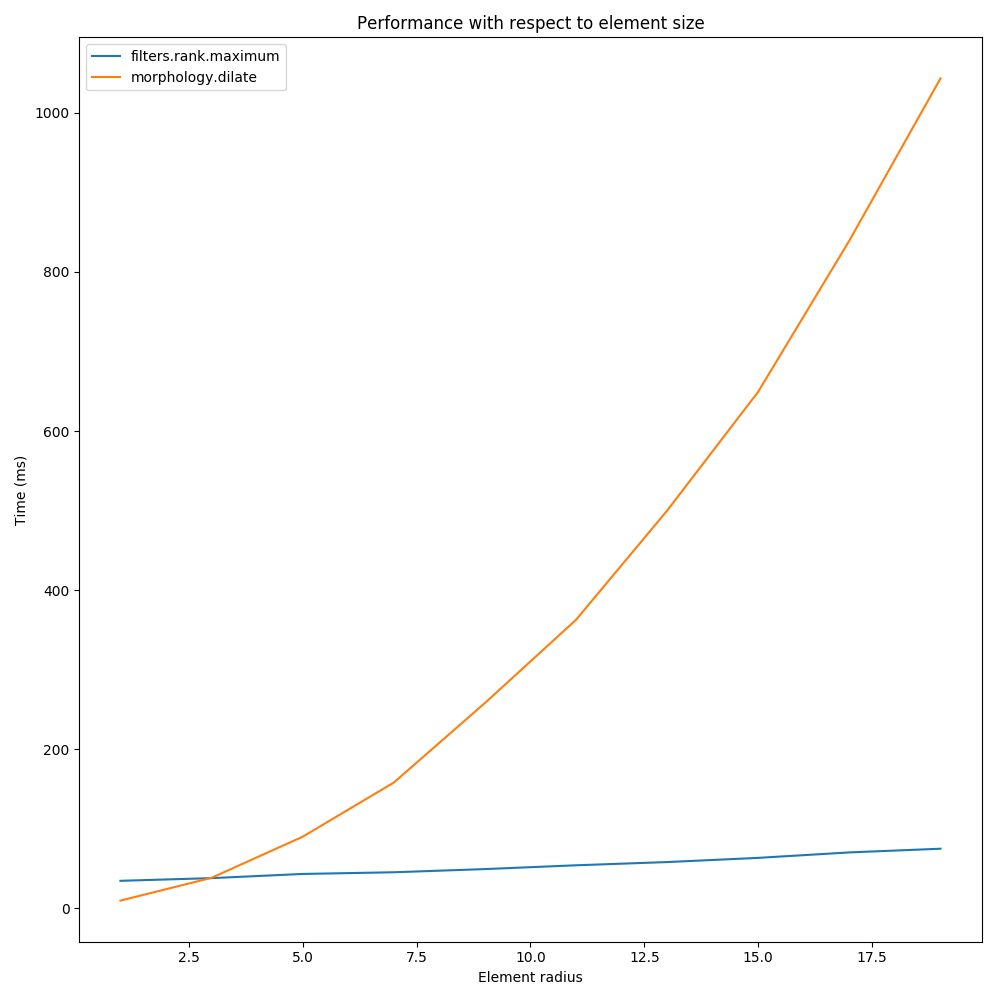 Performance with respect to element size
filters.rank.maximum
morphology.dilate
1000
800
600
400
200
0
Time (ms)
2.5 5.0 7.5 10.0 12.5 15.0 17.5
Element radius